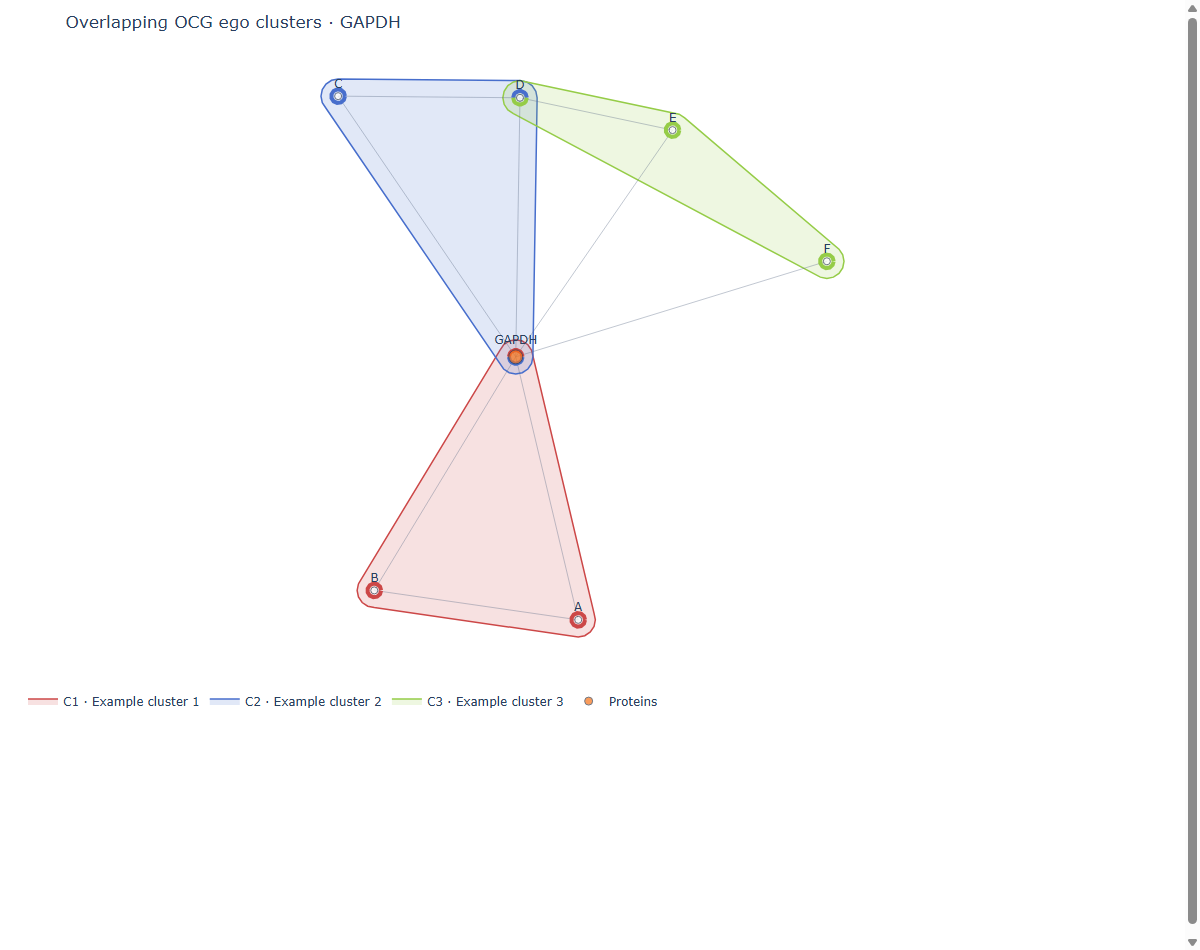 Overlapping OCG ego clusters · GAPDH
C
D
E
F
GAPDH
B
A
C1 · Example cluster 1
C2 · Example cluster 2
C3 · Example cluster 3
Proteins